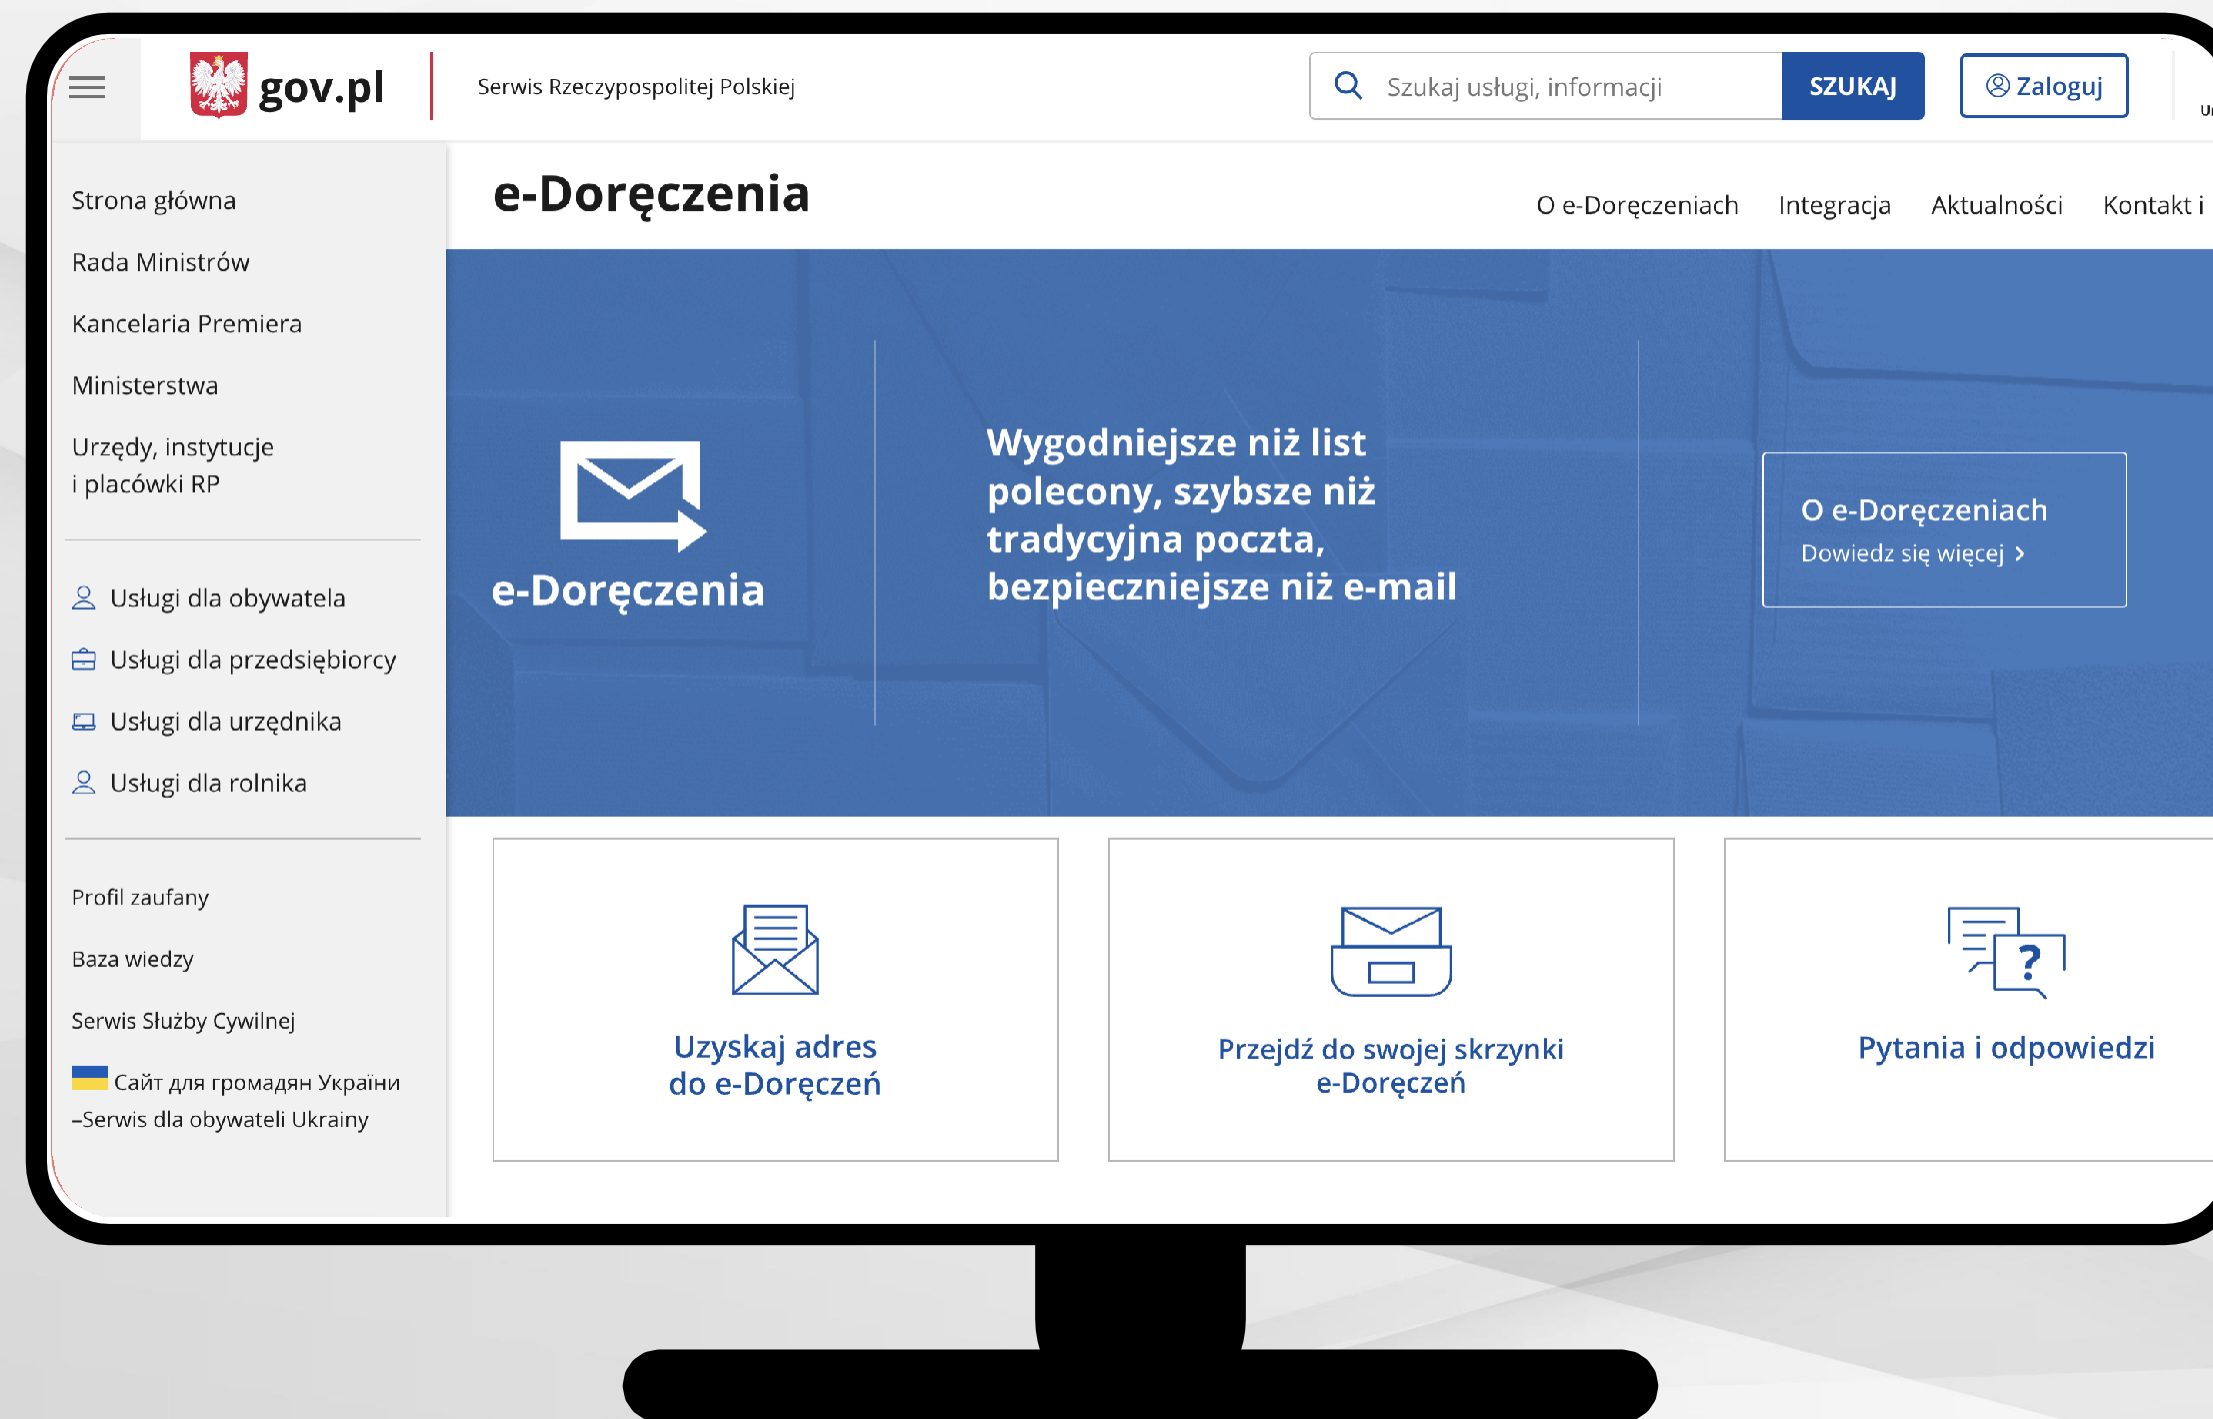 gov.pl
Serwis Rzeczypospolitej Polskiej
Szukaj usługi, informacji
SZUKAJ
Zaloguj
Strona główna
Rada Ministrów
Kancelaria Premiera
Ministerstwa
Urzędy, instytucje
i placówki RP
Usługi dla obywatela
Usługi dla przedsiębiorcy
Usługi dla urzędnika
Usługi dla rolnika
Profil zaufany
Baza wiedzy
Serwis Służby Cywilnej
Сайт для громадян України
–Serwis dla obywateli Ukrainy
e-Doręczenia
O e-Doręczeniach
Integracja
Aktualności
Kontakt i
e-Doręczenia
Wygodniejsze niż list
polecony, szybsze niż
tradycyjna poczta,
bezpieczniejsze niż e-mail
O e-Doręczeniach
Dowiedz się więcej >
Uzyskaj adres
do e-Doręczeń
Przejdź do swojej skrzynki
e-Doręczeń
?
Pytania i odpowiedzi